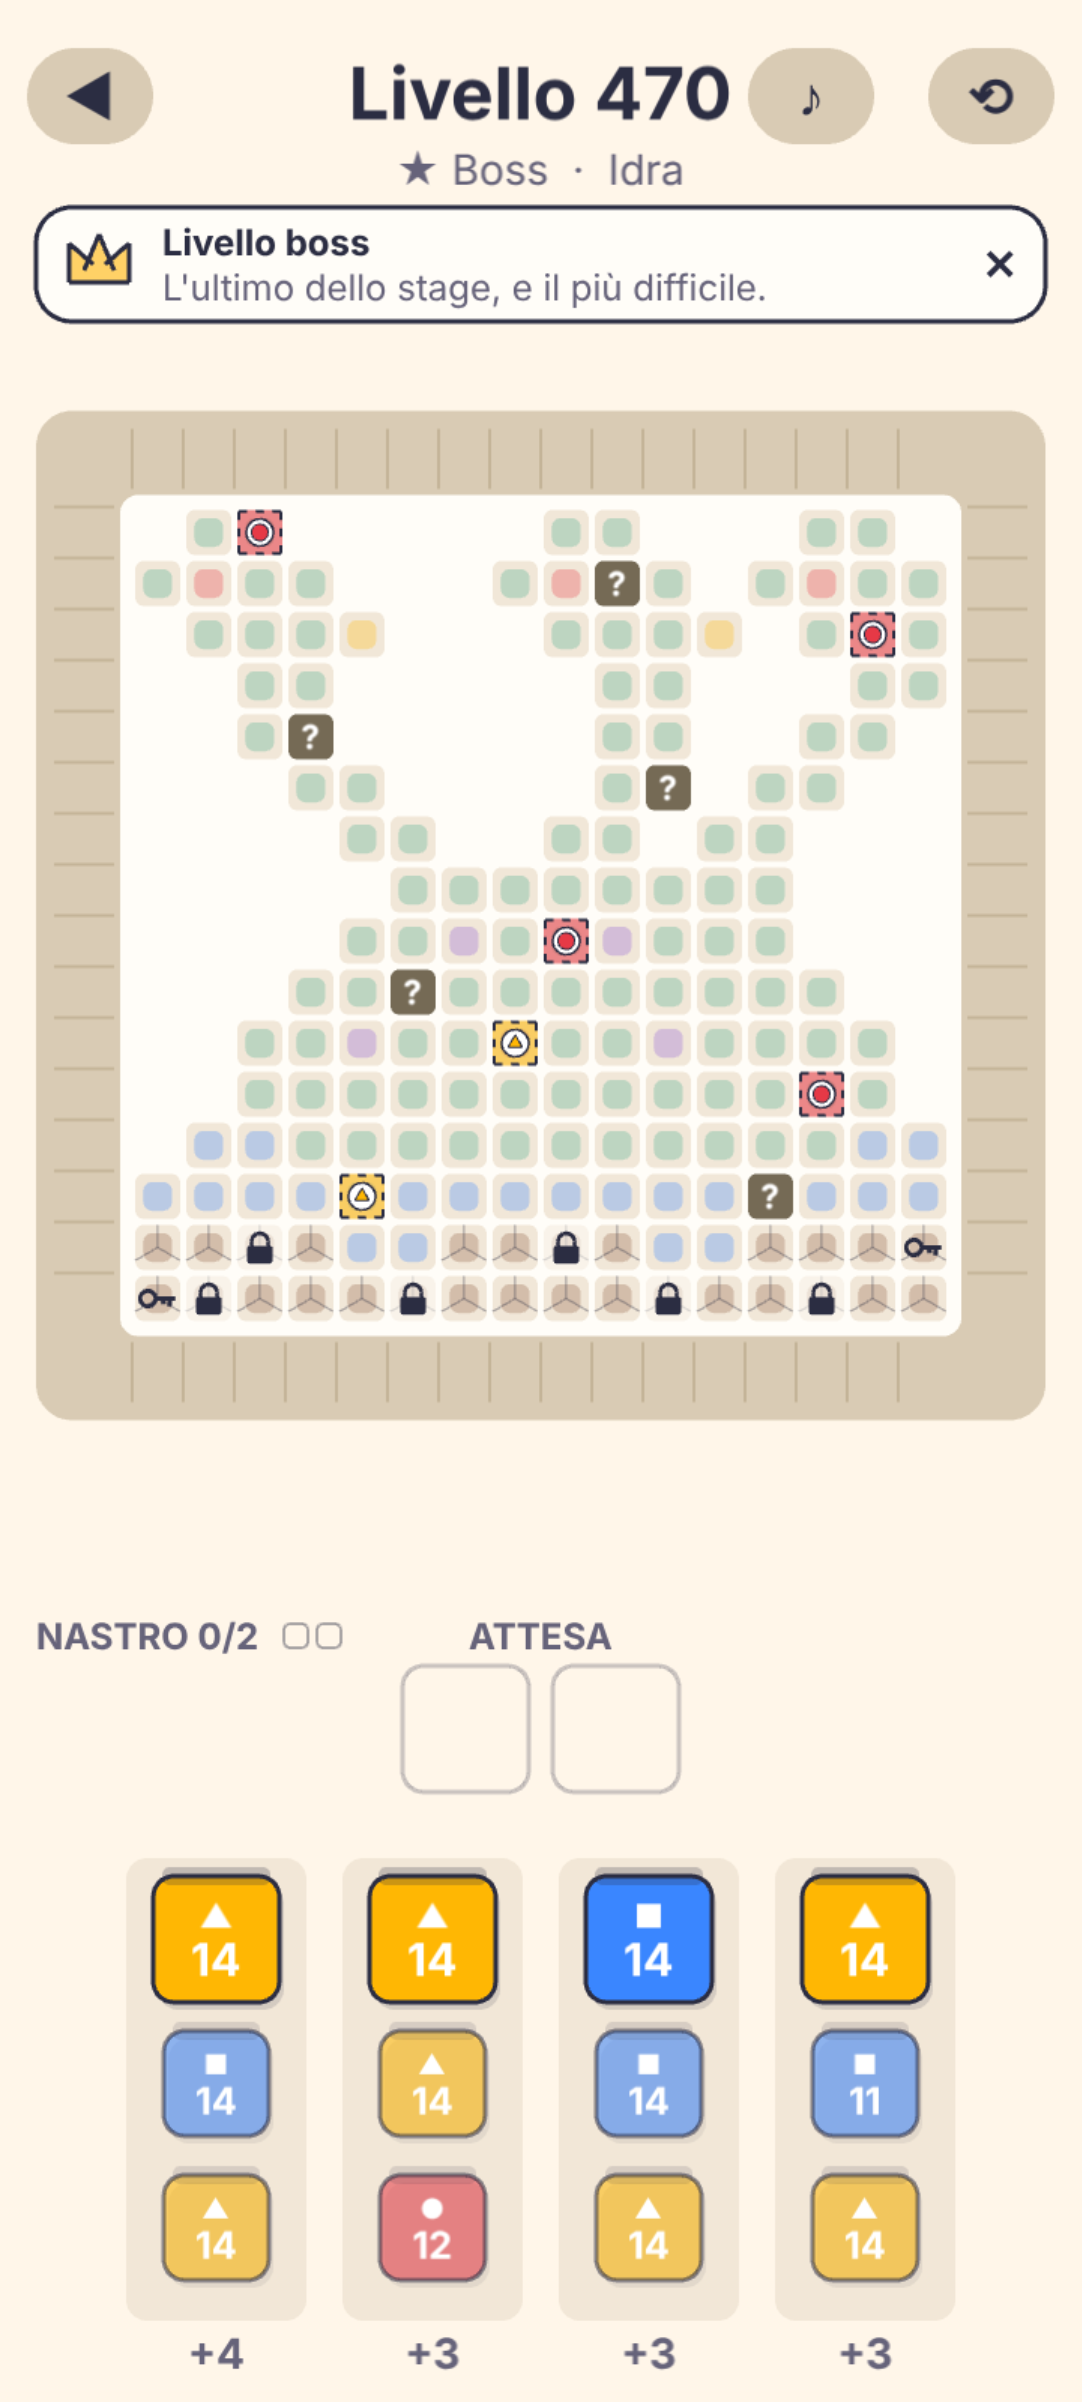 Livello 470
★ Boss · Idra
Livello boss
L'ultimo dello stage, e il più difficile.
?
?
?
?
?
NASTRO 0/2
ATTESA
14 14 14 14
14 14 14 11
14 12 14 14
+4 +3 +3 +3